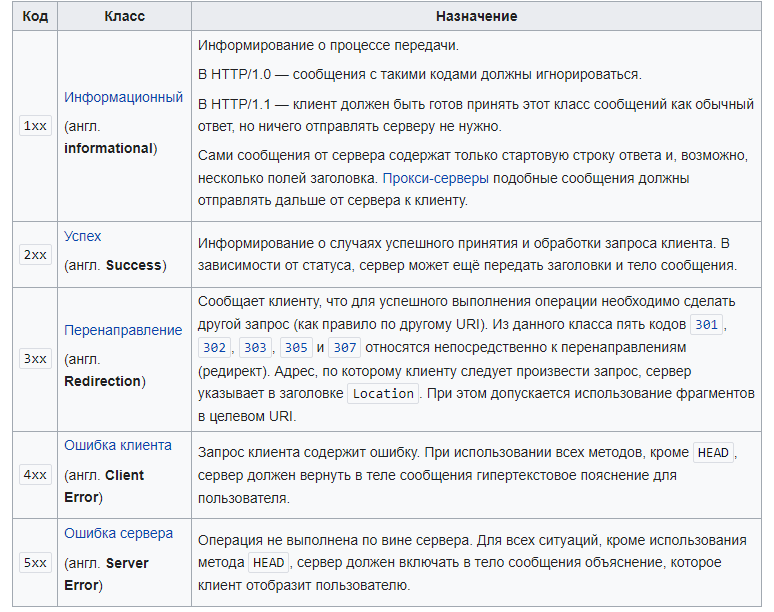 Код Класс Назначение
1xx
Информационный
(англ.
informational)
Информирование о процессе передачи.
В HTTP/1.0 — сообщения с такими кодами должны игнорироваться.
В HTTP/1.1 — клиент должен быть готов принять этот класс сообщений как обычный
ответ, но ничего отправлять серверу не нужно.
Сами сообщения от сервера содержат только стартовую строку ответа и, возможно,
несколько полей заголовка. Прокси-серверы подобные сообщения должны
отправлять дальше от сервера к клиенту.
2xx
Успех
(англ. Success)
Информирование о случаях успешного принятия и обработки запроса клиента. В
зависимости от статуса, сервер может ещё передать заголовки и тело сообщения.
3xx
Перенаправление
(англ.
Redirection)
Сообщает клиенту, что для успешного выполнения операции необходимо сделать
другой запрос (как правило по другому URI). Из данного класса пять кодов 301 ,
302 , 303 , 305 и 307 относятся непосредственно к перенаправлениям
(редирект). Адрес, по которому клиенту следует произвести запрос, сервер
указывает в заголовке Location . При этом допускается использование фрагментов
в целевом URI.
4xx
Ошибка клиента
(англ. Client
Error)
Запрос клиента содержит ошибку. При использовании всех методов, кроме HEAD ,
сервер должен вернуть в теле сообщения гипертекстовое пояснение для
пользователя.
5xx
Ошибка сервера
(англ. Server
Error)
Операция не выполнена по вине сервера. Для всех ситуаций, кроме использования
метода HEAD , сервер должен включать в тело сообщения объяснение, которое
клиент отобразит пользователю.